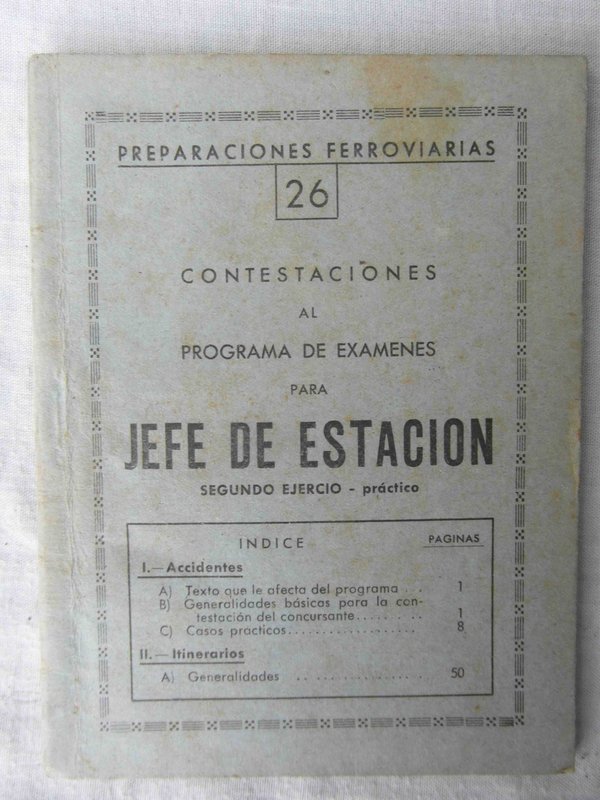 PREPARACIONES FERROVIARIAS
26
CONTESTACIONES
AL
PROGRAMA DE EXAMENES
PARA
JEFE DE ESTACION
SEGUNDO EJERCIO - práctico
INDICE PAGINAS
I.—Accidentes
A) Texto que le afecta del programa . . . 1
B) Generalidades básicas para la con-
testación del concursante......... 1
C) Casos practicos.................. 8
II.—Itinerarios
A) Generalidades .................. 50